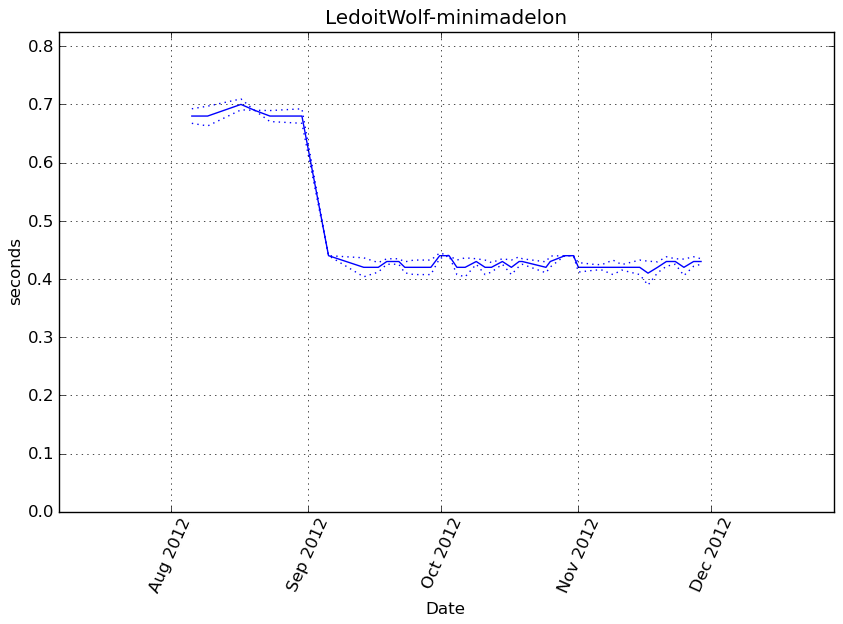 LedoitWolf-minimadelon
0.8
0.7
0.6
0.5
0.4
0.3
0.2
0.1
0.0
seconds
Aug 2012
Sep 2012
Oct 2012
Nov 2012
Dec 2012
Date